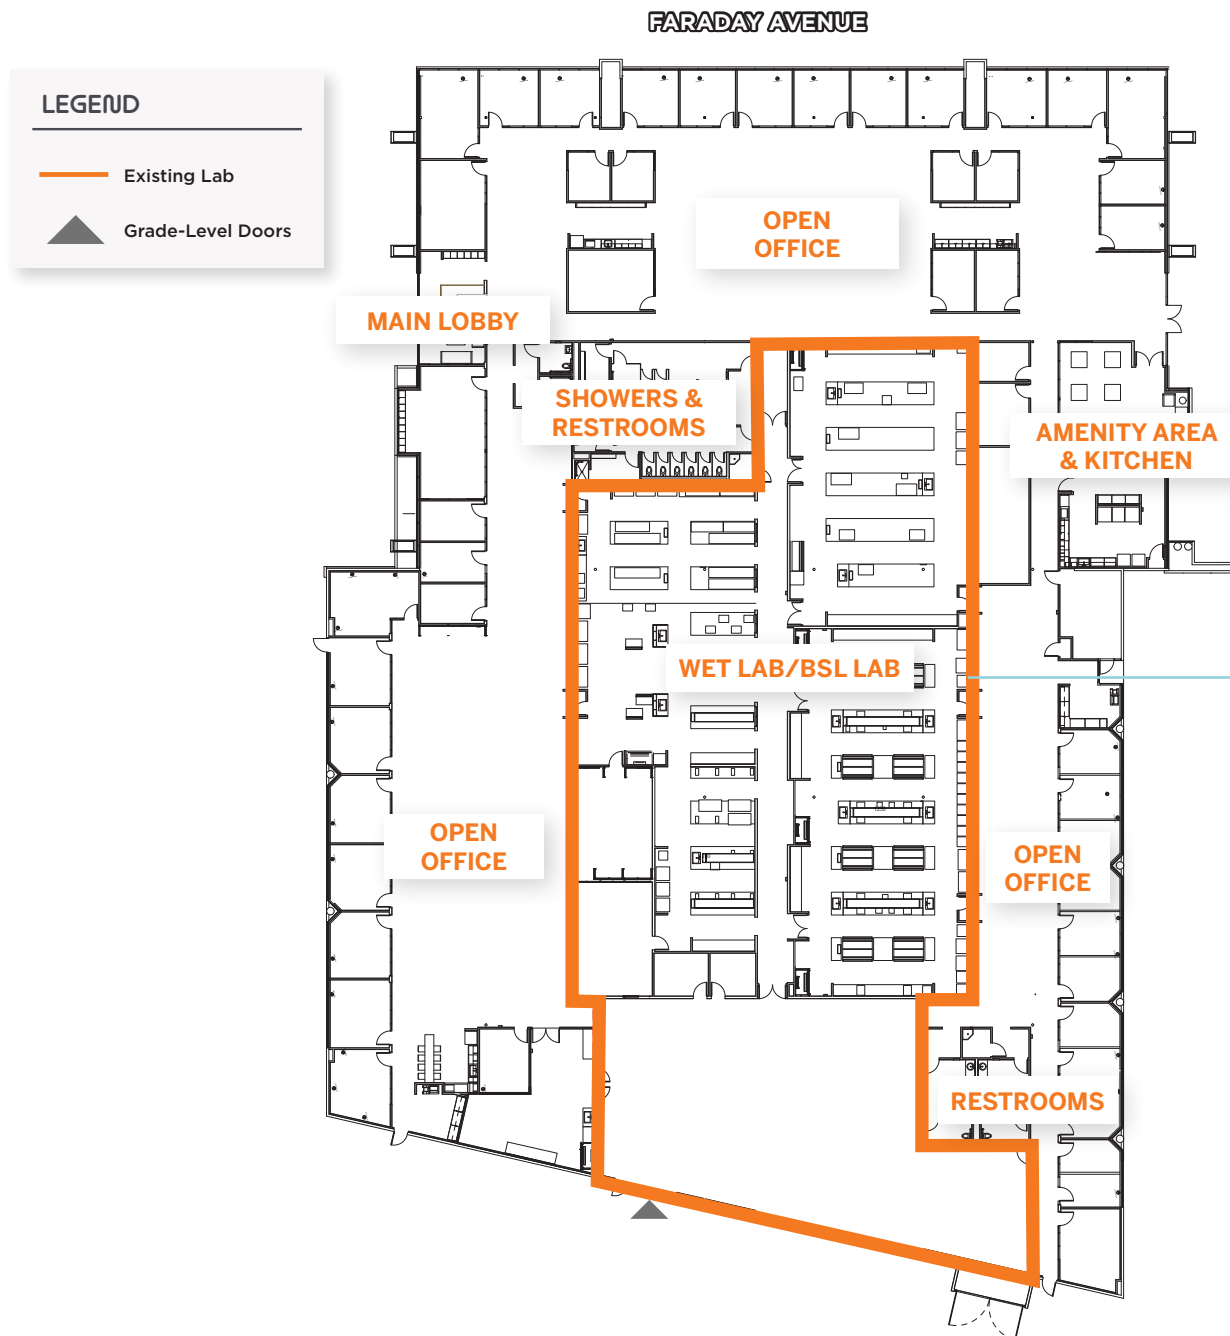 FARADAY AVENUE
LEGEND
Existing Lab
Grade-Level Doors
OPEN
OFFICE
MAIN LOBBY
SHOWERS &
RESTROOMS
AMENITY AREA
& KITCHEN
WET LAB/BSL LAB
OPEN
OFFICE
OPEN
OFFICE
RESTROOMS